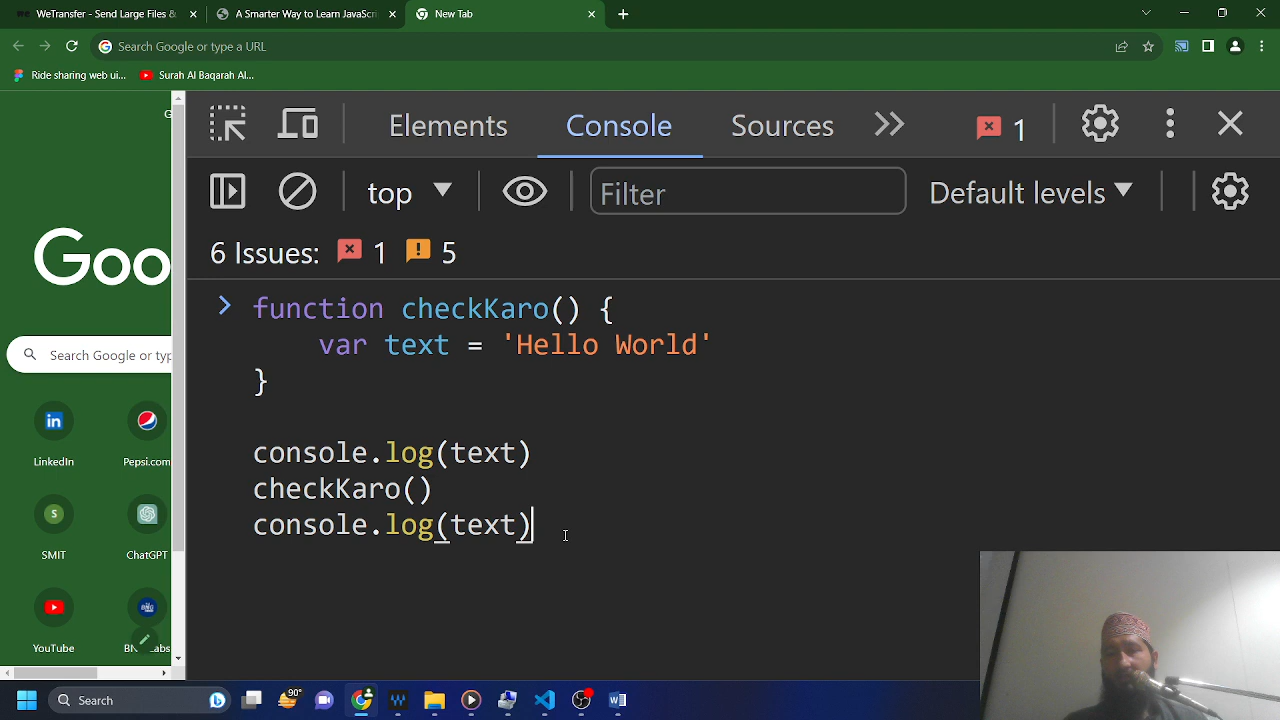 WeTransfer - Send Large Files &
A Smarter Way to Learn JavaScri
New Tab
Search Google or type a URL
Ride sharing web ui...
Surah Al Baqarah Al...
G
Elements
Console
Sources
1
top
Filter
Default levels
6 Issues:
1
5
Goo
function checkKaro() {
var text = 'Hello World'
}
Search Google or typ
console.log(text)
checkKaro()
console.log(text)
in
LinkedIn
Pepsi.com
S
SMIT
ChatGPT
YouTube
Search
90°